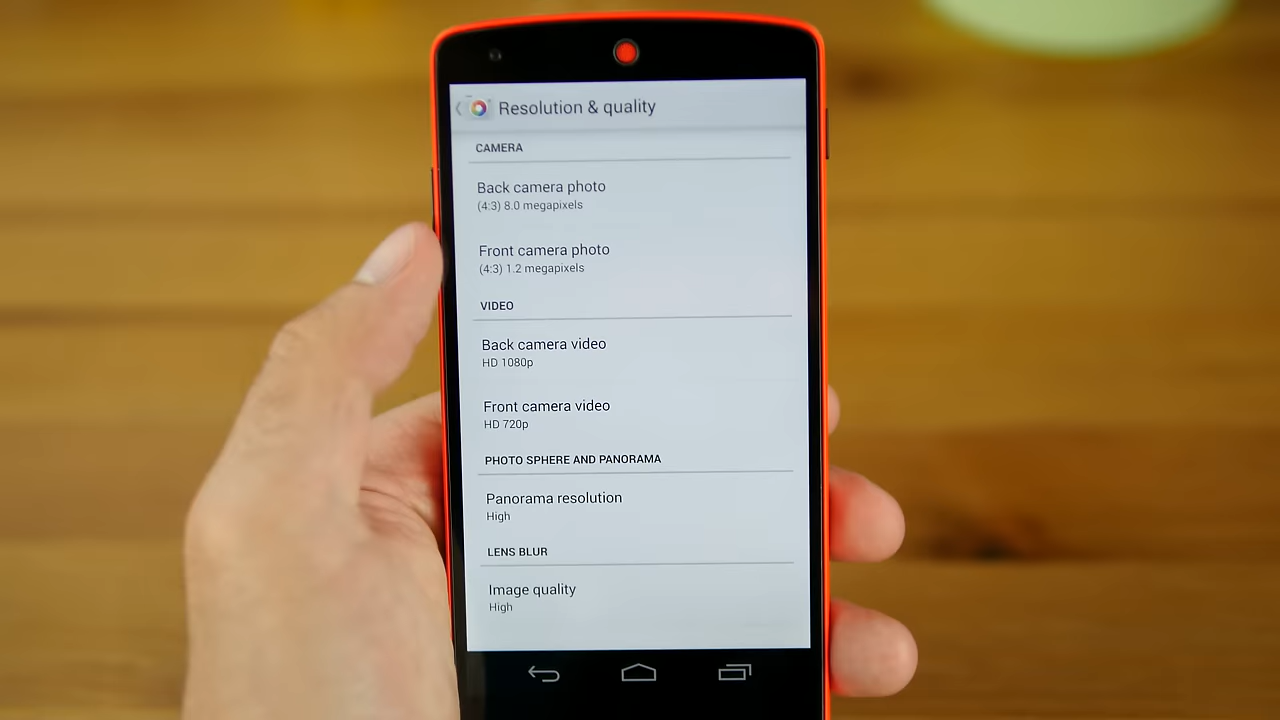 Resolution & quality
CAMERA
Back camera photo
(4:3) 8.0 megapixels
Front camera photo
(4:3) 1.2 megapixels
VIDEO
Back camera video
HD 1080p
Front camera video
HD 720p
PHOTO SPHERE AND PANORAMA
Panorama resolution
High
LENS BLUR
Image quality
High